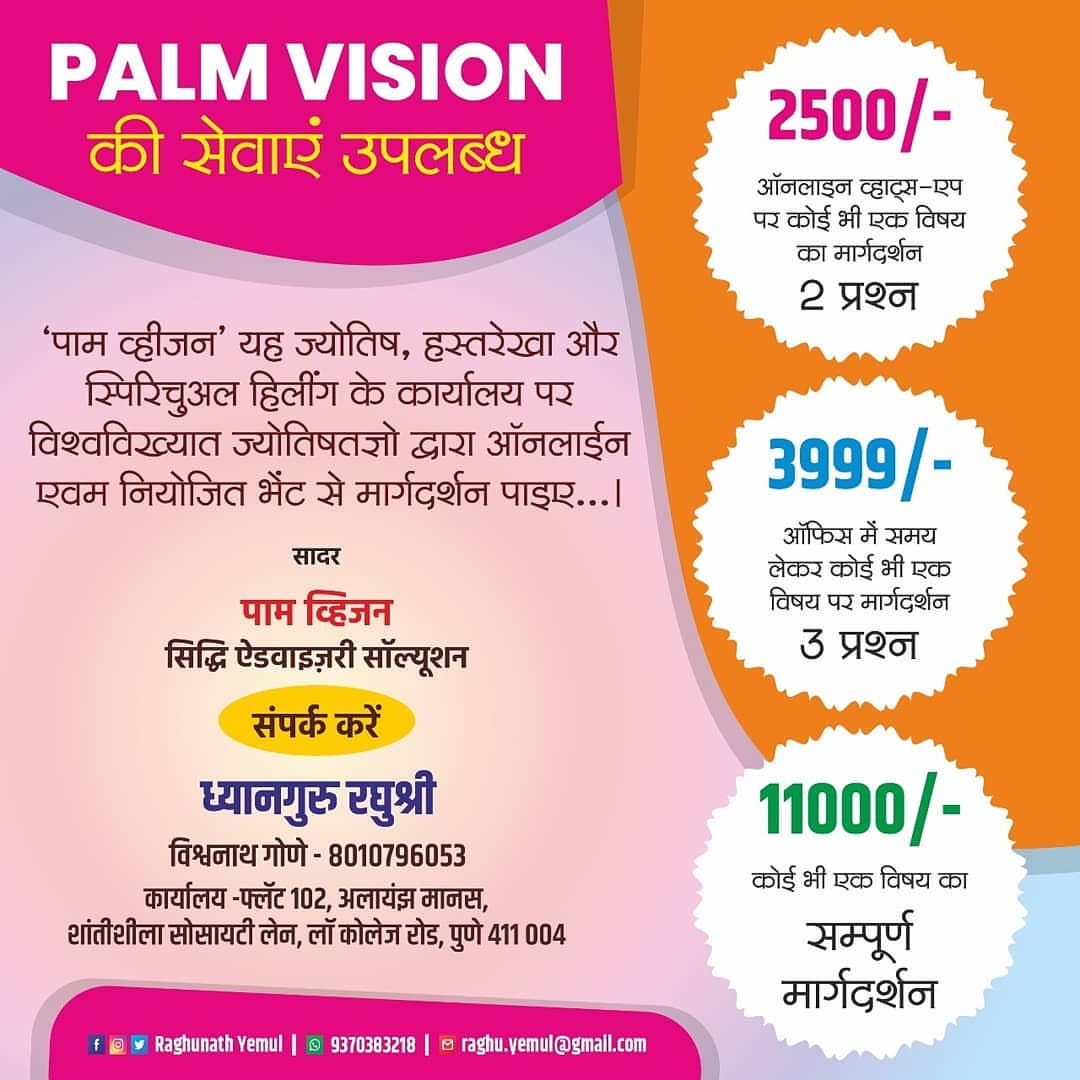 PALM VISION
की सेवाएं उपलब्ध
‘पाम व्हीजन’ यह ज्योतिष, हस्तरेखा और
स्पिरिचुअल हिलींग के कार्यालय पर
विश्वविख्यात ज्योतिषतज्ञो द्वारा ऑनलाईन
एवम नियोजित भेंट से मार्गदर्शन पाइए...।
सादर
पाम व्हिजन
सिद्धि ऐडवाइज़री सॉल्यूशन
संपर्क करें
ध्यानगुरु रघुश्री
विश्वनाथ गोणे - 8010796053
कार्यालय -फ्लॅट 102, अलायंझ मानस,
शांतीशीला सोसायटी लेन, लॉ कोलेज रोड, पुणे 411 004
2500/-
ऑनलाइन व्हाट्स-एप
पर कोई भी एक विषय
का मार्गदर्शन
2 प्रश्न
3999/-
ऑफिस में समय
लेकर कोई भी एक
विषय पर मार्गदर्शन
3 प्रश्न
11000/-
कोई भी एक विषय का
सम्पूर्ण
मार्गदर्शन
Raghunath Yemul | 9370383218 | raghu.yemul@gmail.com